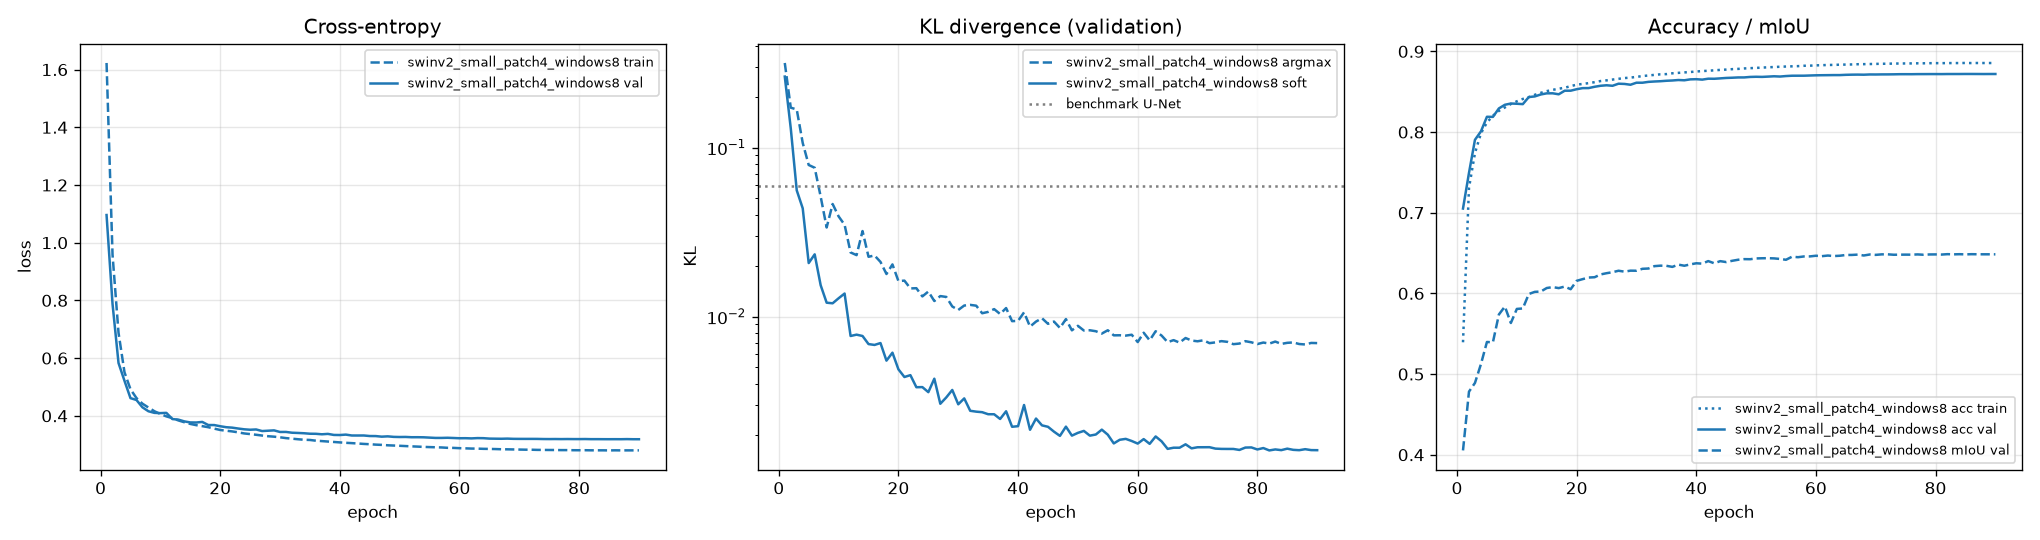 Cross-entropy
swinv2_small_patch4_windows8 train
swinv2_small_patch4_windows8 val
1.6
1.4
1.2
1.0
0.8
0.6
0.4
loss
0
20
40
60
80
epoch
KL divergence (validation)
swinv2_small_patch4_windows8 argmax
swinv2_small_patch4_windows8 soft
benchmark U-Net
10⁻¹
10⁻²
KL
0
20
40
60
80
epoch
Accuracy / mIoU
0.9
0.8
0.7
0.6
0.5
0.4
swinv2_small_patch4_windows8 acc train
swinv2_small_patch4_windows8 acc val
swinv2_small_patch4_windows8 mIoU val
0
20
40
60
80
epoch